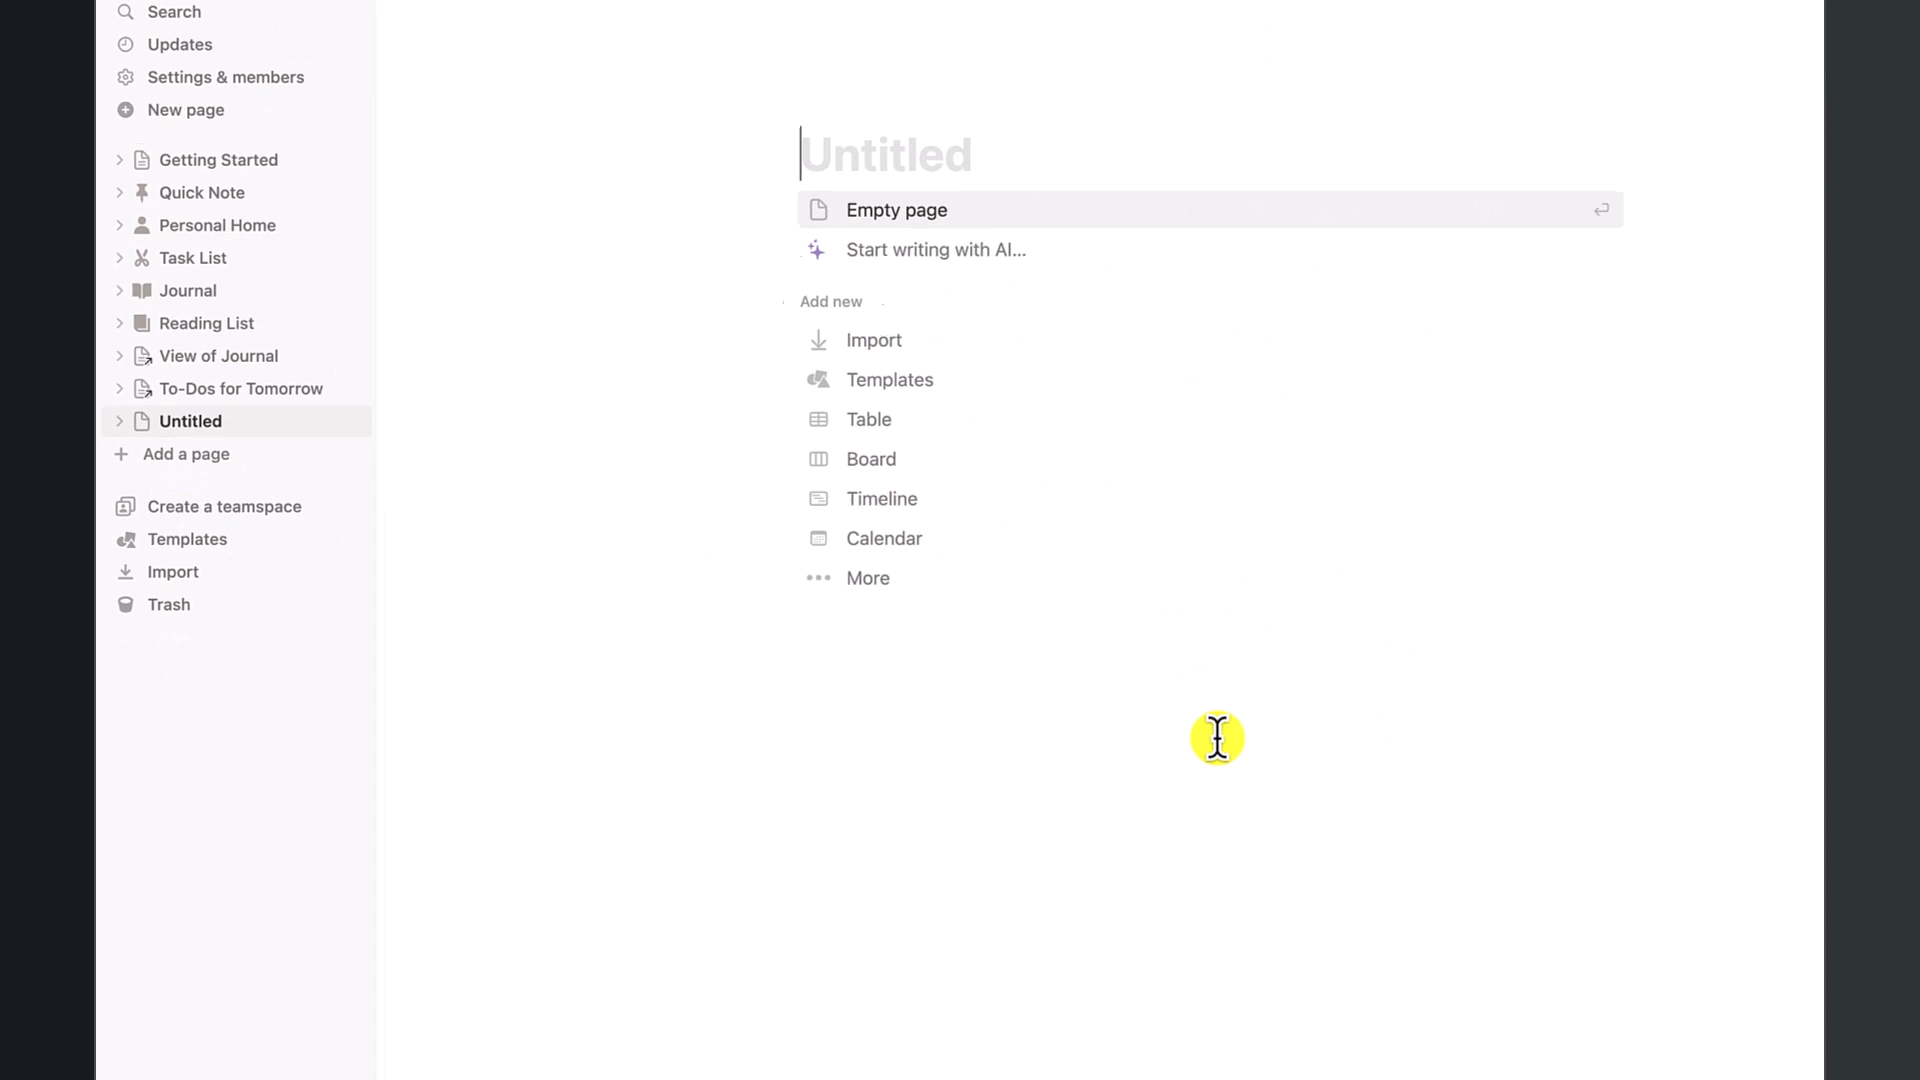 Search
Updates
Settings & members
New page
Getting Started
Quick Note
Personal Home
Task List
Journal
Reading List
View of Journal
To-Dos for Tomorrow
Untitled
Add a page
Create a teamspace
Templates
Import
Trash
Untitled
Empty page
Start writing with AI...
Add new
Import
Templates
Table
Board
Timeline
Calendar
More